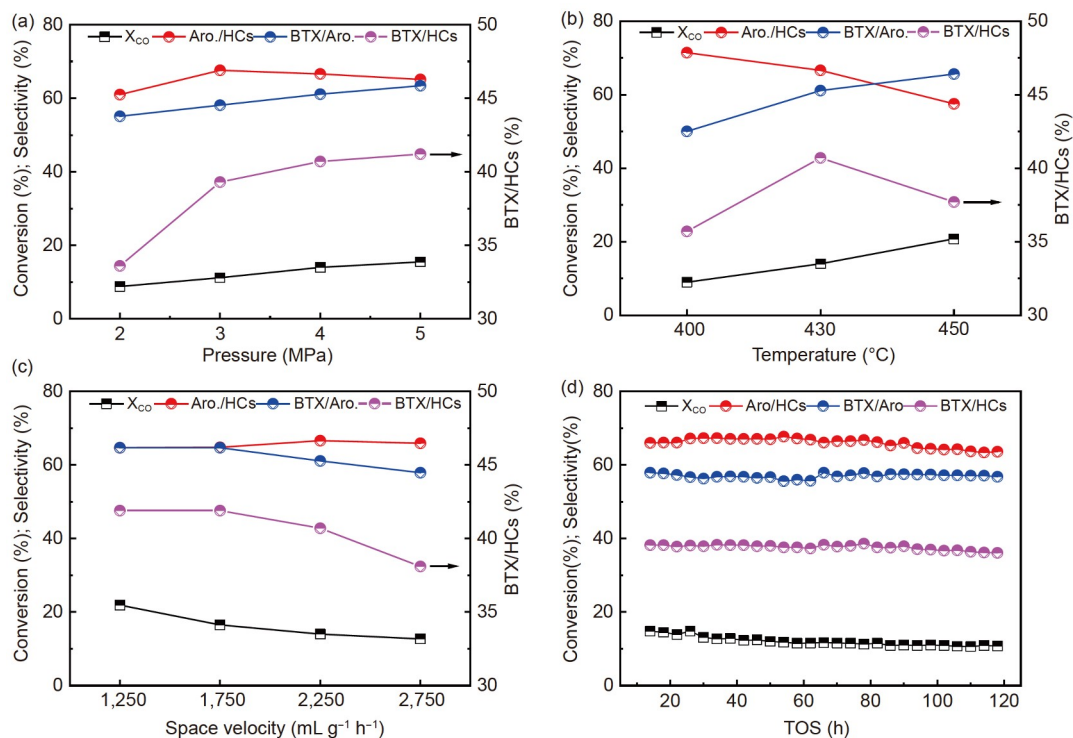 (a)
X_CO Aro./HCs BTX/Aro. BTX/HCs
Conversion (%); Selectivity (%)
80
60
40
20
0
50
45
40
35
30
BTX/HCs (%)
2 3 4 5
Pressure (MPa)
(b)
X_CO Aro./HCs BTX/Aro. BTX/HCs
Conversion (%); Selectivity (%)
80
60
40
20
0
50
45
40
35
30
BTX/HCs (%)
400 430 450
Temperature (°C)
(c)
X_CO Aro./HCs BTX/Aro. BTX/HCs
Conversion (%); Selectivity (%)
80
60
40
20
0
50
45
40
35
30
BTX/HCs (%)
1,250 1,750 2,250 2,750
Space velocity (mL g⁻¹ h⁻¹)
(d)
X_CO Aro/HCs BTX/Aro BTX/HCs
Conversion(%); Selectivity(%)
80
60
40
20
0
20 40 60 80 100 120
TOS (h)